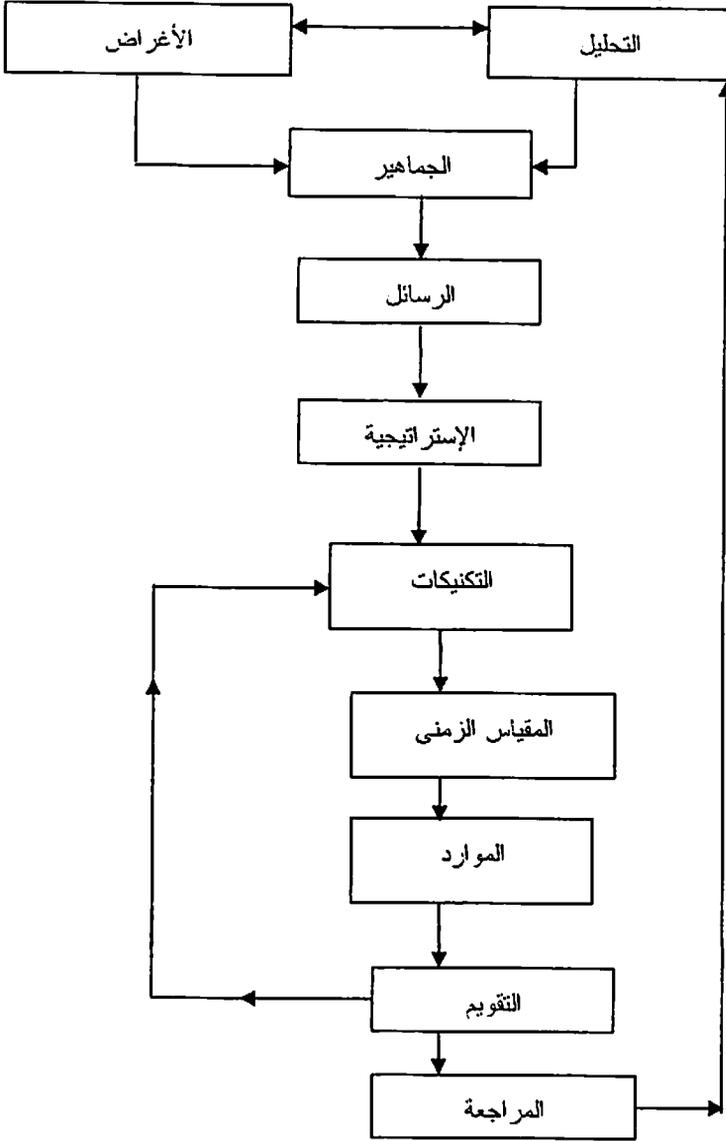 التحليل
الأغراض
الجماهير
الرسائل
الإستراتيجية
التكنيكات
المقياس الزمنى
الموارد
التقويم
المراجعة